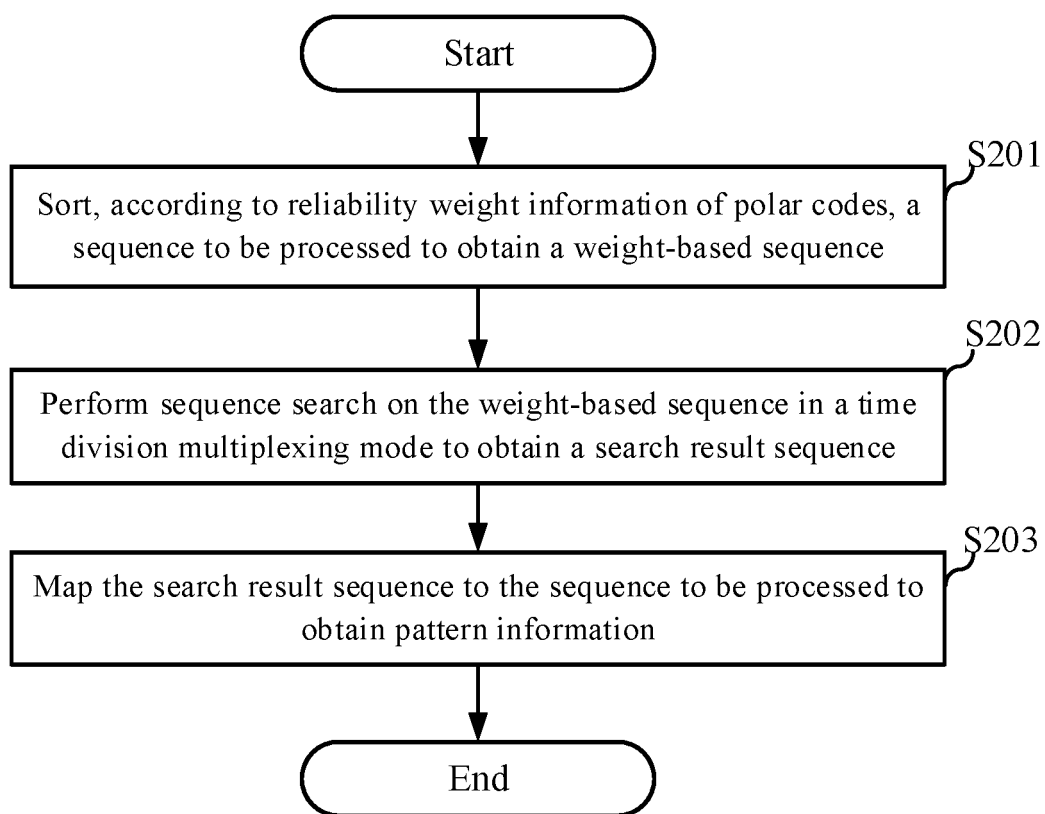 Start
S201
Sort, according to reliability weight information of polar codes, a
sequence to be processed to obtain a weight-based sequence
S202
Perform sequence search on the weight-based sequence in a time
division multiplexing mode to obtain a search result sequence
S203
Map the search result sequence to the sequence to be processed to
obtain pattern information
End